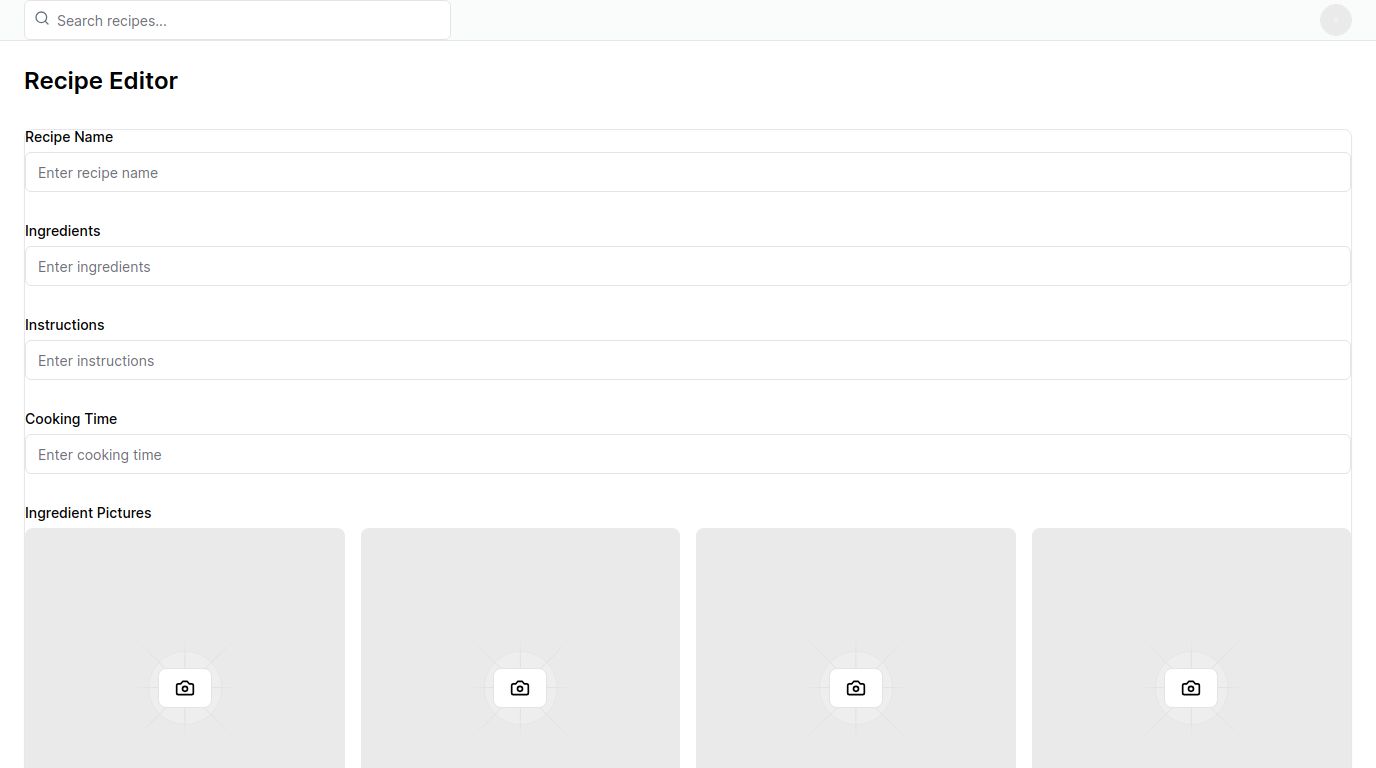 Search recipes...
Recipe Editor
Recipe Name
Enter recipe name
Ingredients
Enter ingredients
Instructions
Enter instructions
Cooking Time
Enter cooking time
Ingredient Pictures